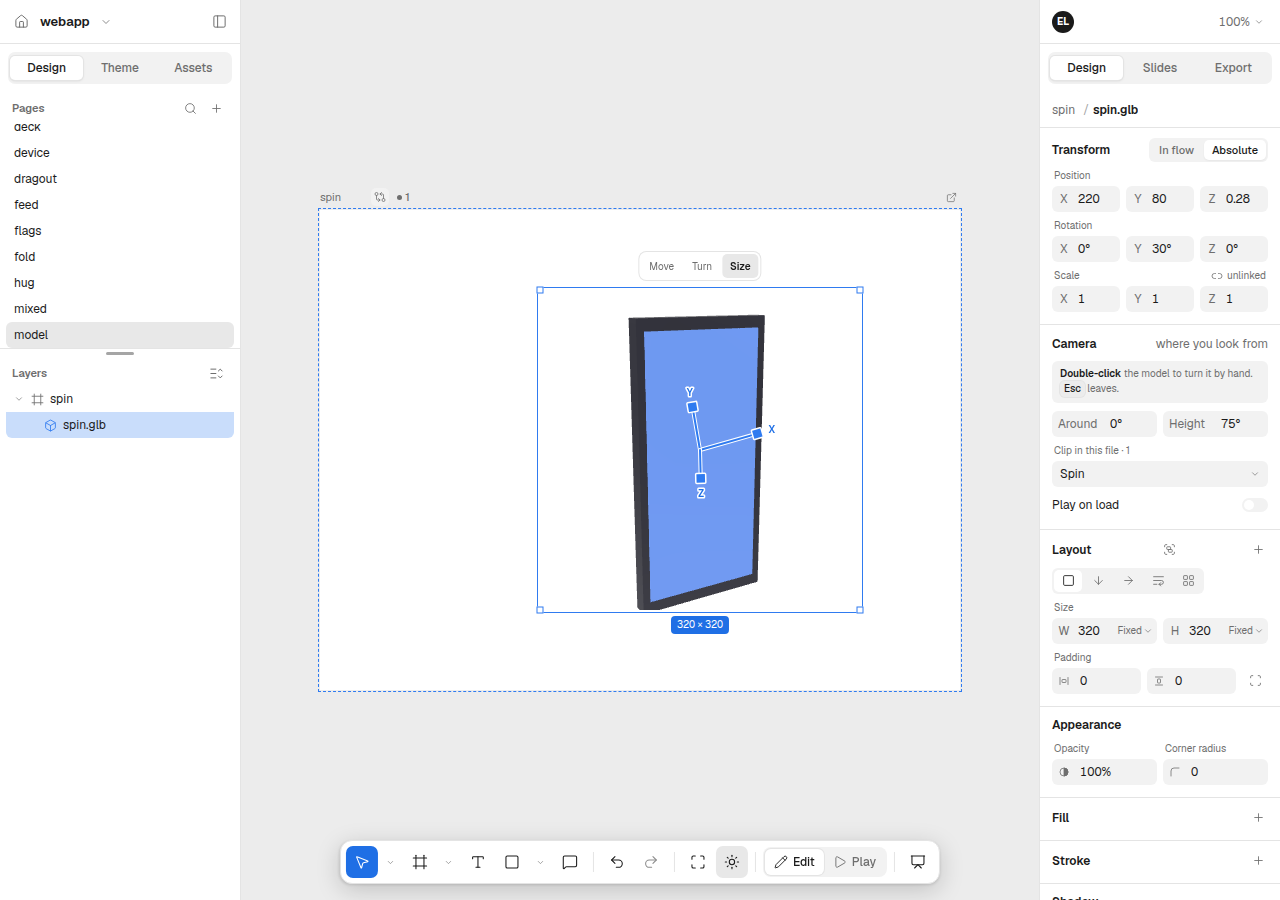 webapp
Design
Theme
Assets
Pages
deck
device
dragout
feed
flags
fold
hug
mixed
model
Layers
spin
spin.glb
spin
1
Move
Turn
Size
Y
X
Z
320 × 320
Edit
Play
EL
100%
Design
Slides
Export
spin / spin.glb
Transform
In flow
Absolute
Position
X 220
Y 80
Z 0.28
Rotation
X 0°
Y 30°
Z 0°
Scale
unlinked
X 1
Y 1
Z 1
Camera
where you look from
Double-click the model to turn it by hand.
Esc leaves.
Around 0°
Height 75°
Clip in this file · 1
Spin
Play on load
Layout
Size
W 320 Fixed
H 320 Fixed
Padding
0
0
Appearance
Opacity
Corner radius
100%
0
Fill
Stroke